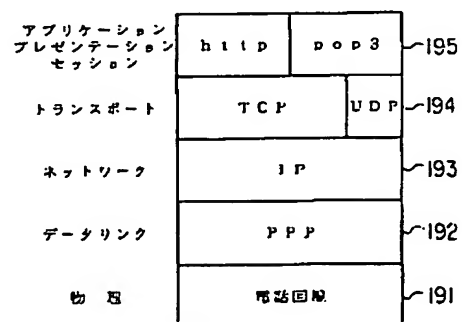 アプリケーション
プレゼンテーション
セッション
http pop3 195
トランスポート TCP UDP 194
ネットワーク IP 193
データリンク PPP 192
物理 電話回線 191